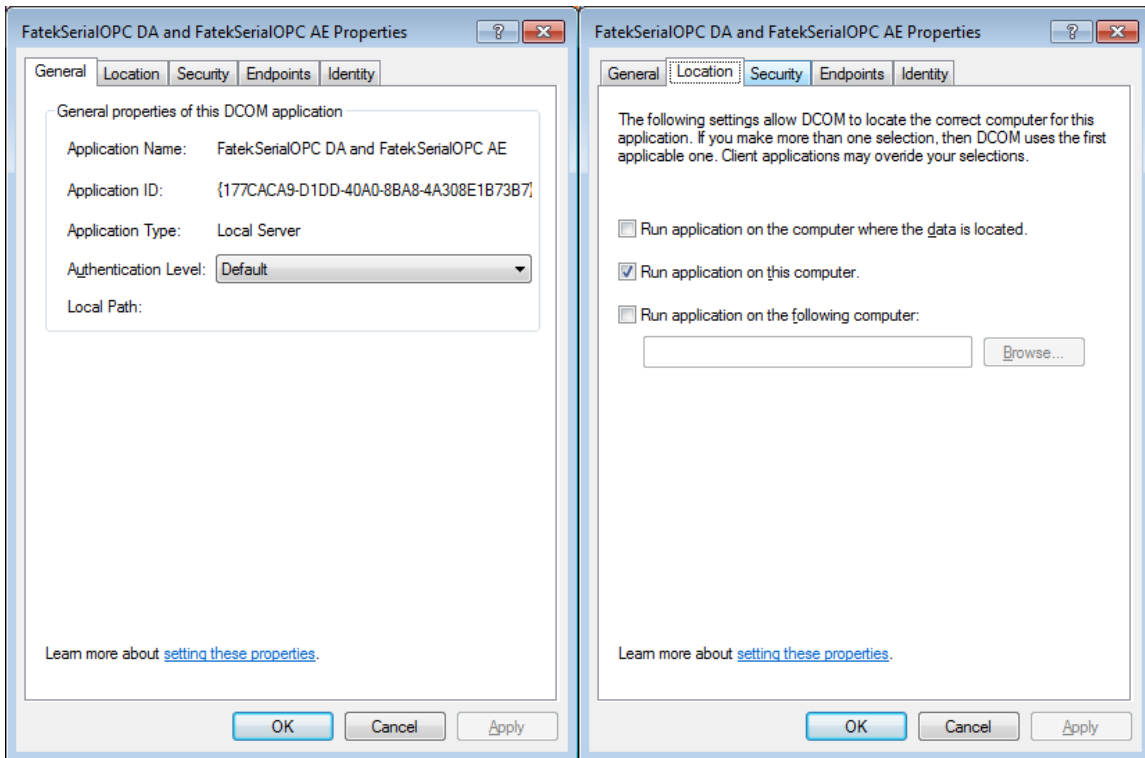 FatekSerialOPC DA and FatekSerialOPC AE Properties
General Location Security Endpoints Identity
General properties of this DCOM application
Application Name: FatekSerialOPC DA and FatekSerialOPC AE
Application ID: {177CACA9-D1DD-40A0-8BA8-4A308E1B73B7}
Application Type: Local Server
Authentication Level: Default
Local Path:
Learn more about setting these properties.
OK Cancel Apply
FatekSerialOPC DA and FatekSerialOPC AE Properties
General Location Security Endpoints Identity
The following settings allow DCOM to locate the correct computer for this
application. If you make more than one selection, then DCOM uses the first
applicable one. Client applications may overide your selections.
Run application on the computer where the data is located.
Run application on this computer.
Run application on the following computer:
Browse...
Learn more about setting these properties.
OK Cancel Apply